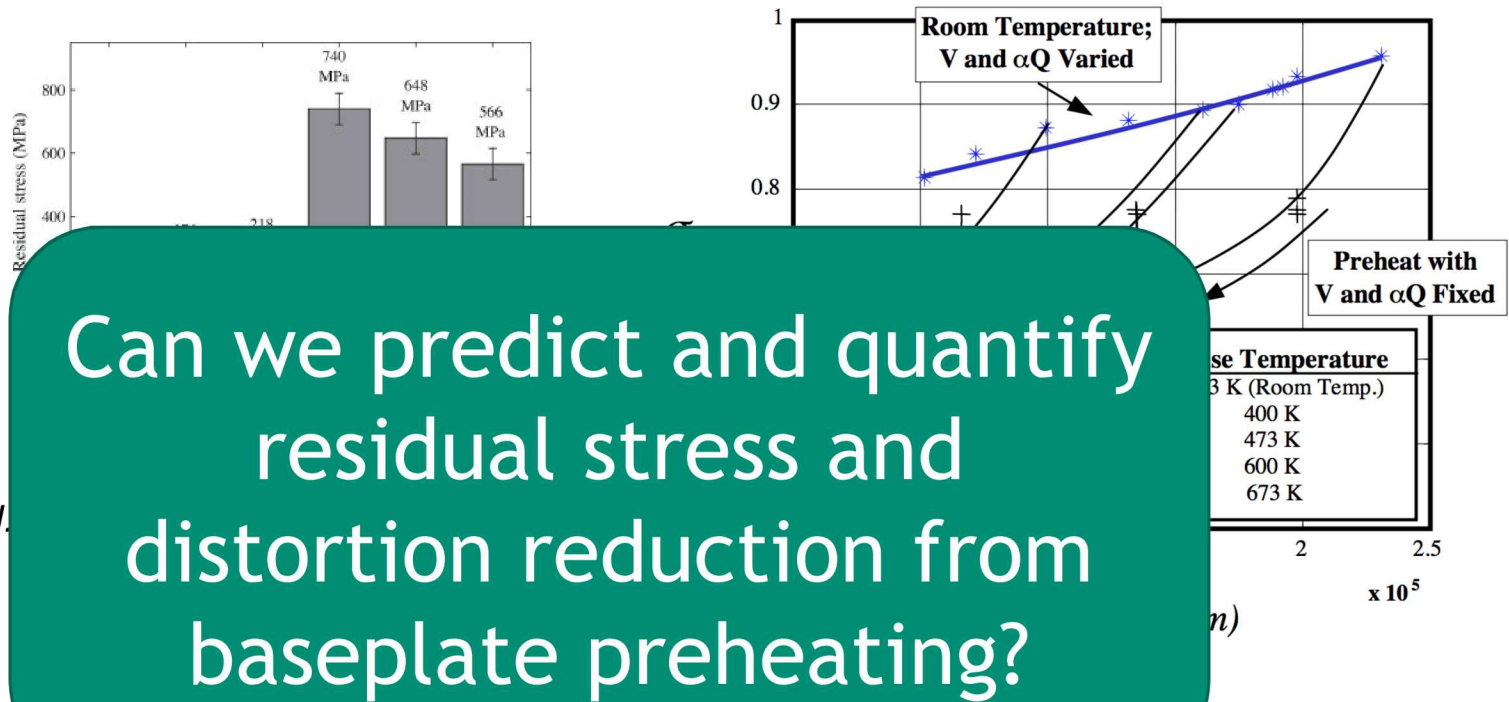 740
MPa
648
MPa
566
MPa
800
600
400
218
Residual stress (MPa)
1
0.9
0.8
Room Temperature;
V and αQ Varied
Preheat with
V and αQ Fixed
se Temperature
3 K (Room Temp.)
400 K
473 K
600 K
673 K
2
2.5
x 10⁵
Can we predict and quantify
residual stress and
distortion reduction from
baseplate preheating?